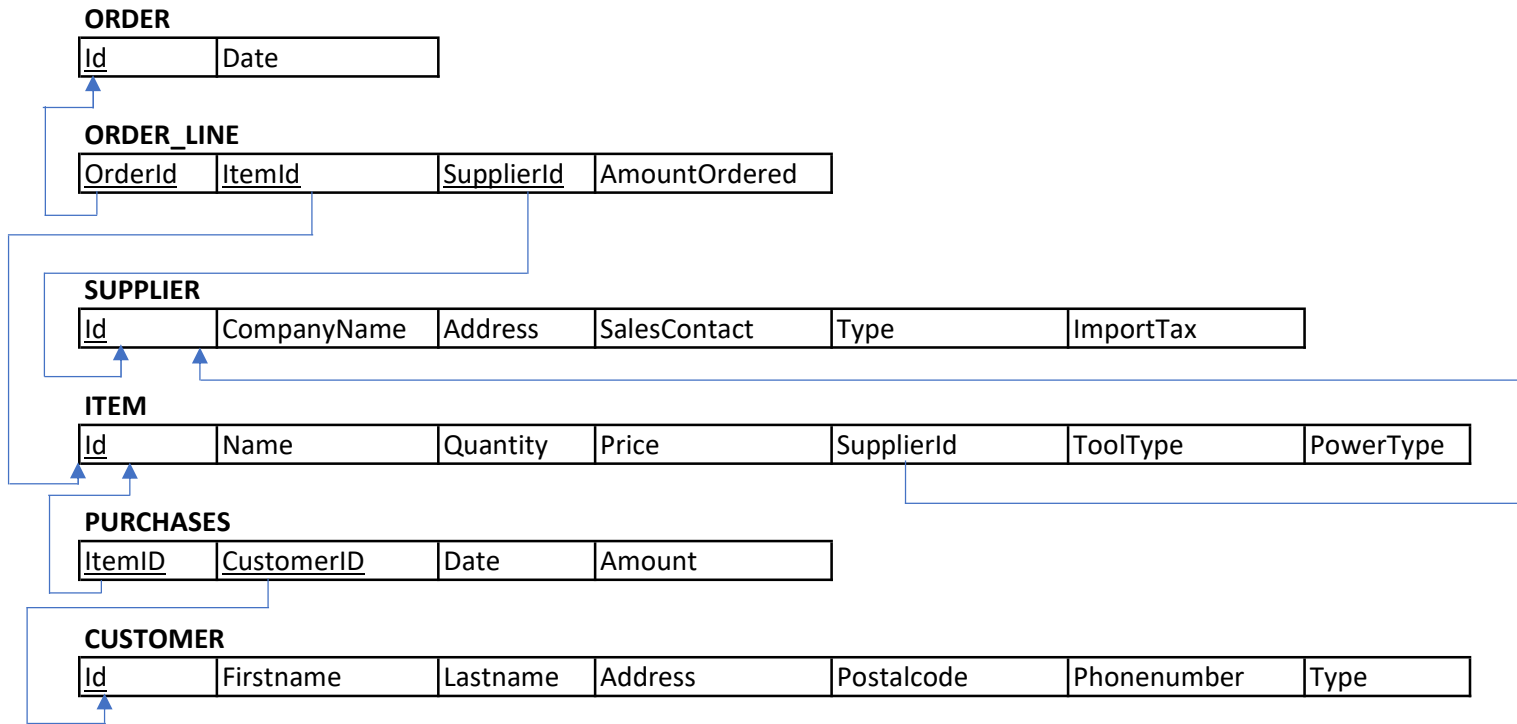 ORDER
Id Date
ORDER_LINE
OrderId ItemId SupplierId AmountOrdered
SUPPLIER
Id CompanyName Address SalesContact Type ImportTax
ITEM
Id Name Quantity Price SupplierId ToolType PowerType
PURCHASES
ItemID CustomerID Date Amount
CUSTOMER
Id Firstname Lastname Address Postalcode Phonenumber Type